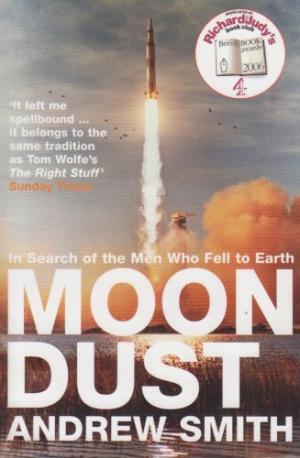 Richard&Judy's
book club
British BOOK
awards
2006
4
'It left me
spellbound ...
it belongs to the
same tradition
as Tom Wolfe's
The Right Stuff'
Sunday Times
In Search of the Men Who Fell to Earth
MOON
DUST
ANDREW SMITH